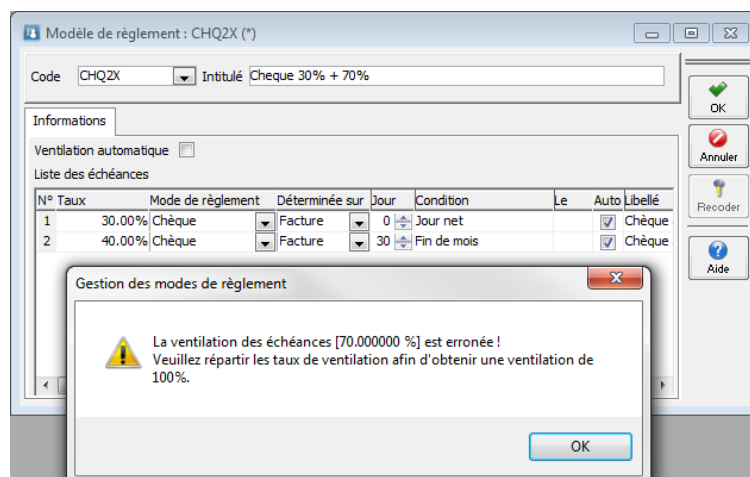 Modèle de règlement : CHQ2X (*)
Code CHQ2X Intitulé Cheque 30% + 70%
OK
Informations
Annuler
Ventilation automatique
Liste des échéances
N° Taux Mode de règlement Déterminée sur Jour Condition Le Auto Libellé
Recoder
1 30.00% Chèque Facture 0 Jour net Chèque
2 40.00% Chèque Facture 30 Fin de mois Chèque
Aide
Gestion des modes de règlement
La ventilation des échéances [70.000000 %] est erronée !
Veuillez répartir les taux de ventilation afin d'obtenir une ventilation de
100%.
OK